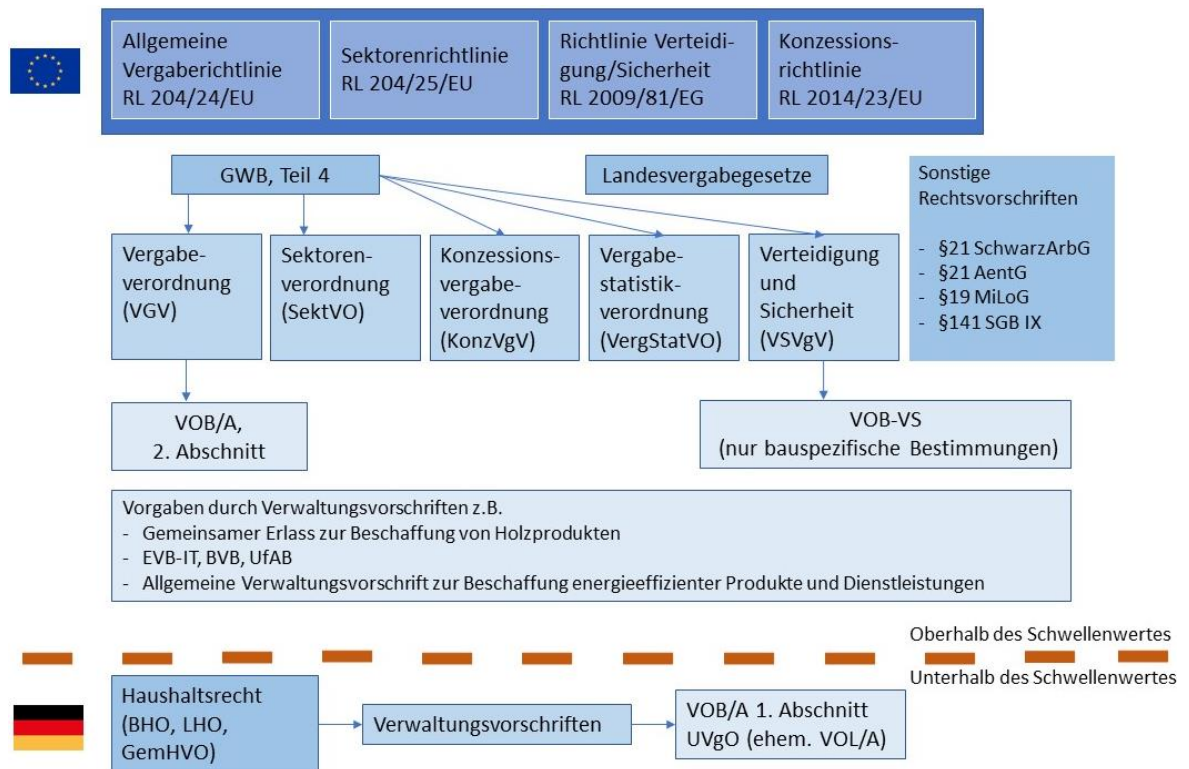 Allgemeine
Vergaberichtlinie
RL 204/24/EU
Sektorenrichtlinie
RL 204/25/EU
Richtlinie Verteidi-
gung/Sicherheit
RL 2009/81/EG
Konzessions-
richtlinie
RL 2014/23/EU
GWB, Teil 4
Landesvergabegesetze
Sonstige
Rechtsvorschriften
- §21 SchwarzArbG
- §21 AentG
- §19 MiLoG
- §141 SGB IX
Vergabe-
verordnung
(VGV)
Sektoren-
verordnung
(SektVO)
Konzessions-
vergabe-
verordnung
(KonzVgV)
Vergabe-
statistik-
verordnung
(VergStatVO)
Verteidigung
und
Sicherheit
(VSVgV)
VOB/A,
2. Abschnitt
VOB-VS
(nur bauspezifische Bestimmungen)
Vorgaben durch Verwaltungsvorschriften z.B.
- Gemeinsamer Erlass zur Beschaffung von Holzprodukten
- EVB-IT, BVB, UfAB
- Allgemeine Verwaltungsvorschrift zur Beschaffung energieeffizienter Produkte und Dienstleistungen
Oberhalb des Schwellenwertes
Unterhalb des Schwellenwertes
Haushaltsrecht
(BHO, LHO,
GemHVO)
Verwaltungsvorschriften
VOB/A 1. Abschnitt
UVgO (ehem. VOL/A)